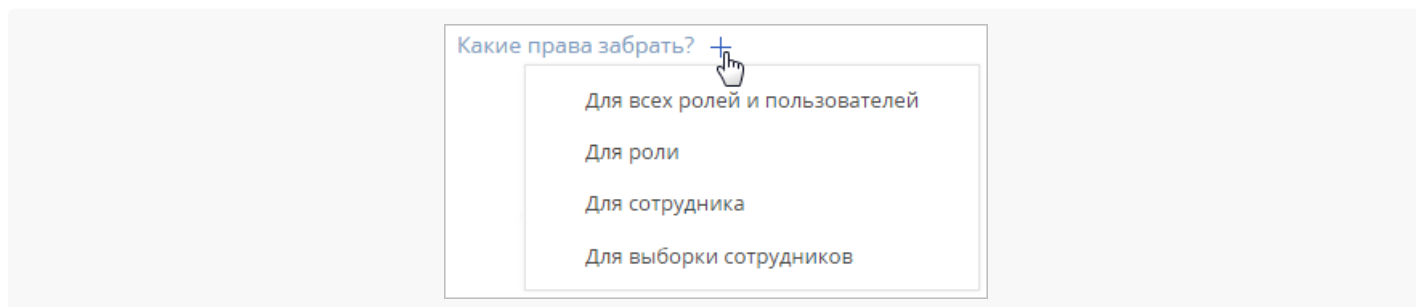 Какие права забрать? +
Для всех ролей и пользователей
Для роли
Для сотрудника
Для выборки сотрудников